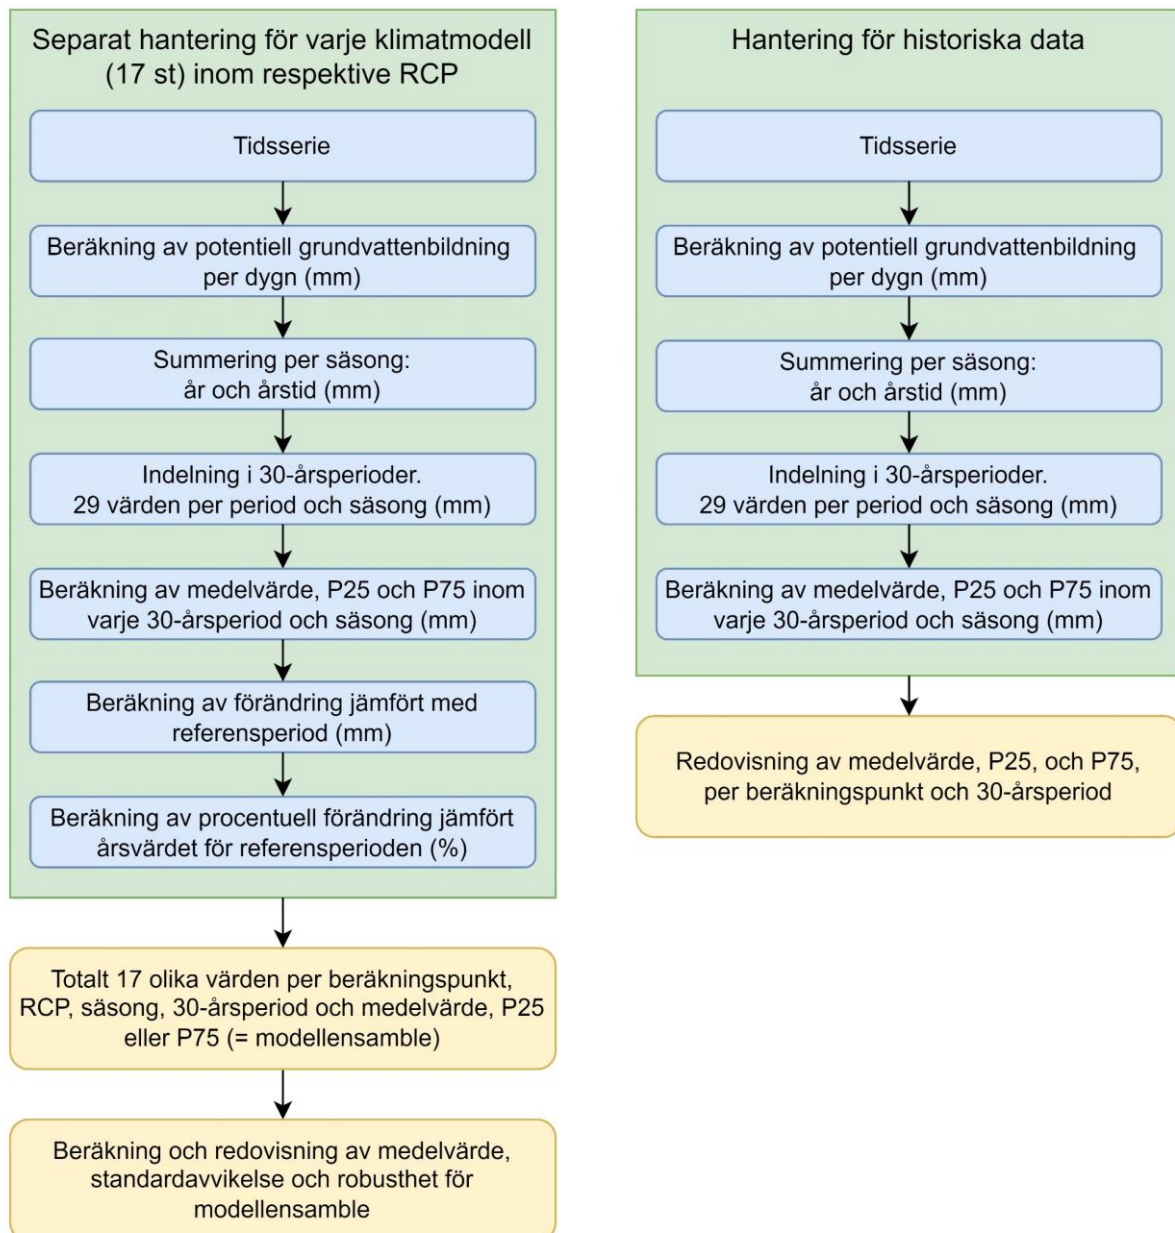 Separat hantering för varje klimatmodell
(17 st) inom respektive RCP
Tidsserie
Beräkning av potentiell grundvattenbildning
per dygn (mm)
Summering per säsong:
år och årstid (mm)
Indelning i 30-årsperioder.
29 värden per period och säsong (mm)
Beräkning av medelvärde, P25 och P75 inom
varje 30-årsperiod och säsong (mm)
Beräkning av förändring jämfört med
referensperiod (mm)
Beräkning av procentuell förändring jämfört
årsvärdet för referensperioden (%)
Totalt 17 olika värden per beräkningspunkt,
RCP, säsong, 30-årsperiod och medelvärde, P25
eller P75 (= modellensamble)
Beräkning och redovisning av medelvärde,
standardavvikelse och robusthet för
modellensamble
Hantering för historiska data
Tidsserie
Beräkning av potentiell grundvattenbildning
per dygn (mm)
Summering per säsong:
år och årstid (mm)
Indelning i 30-årsperioder.
29 värden per period och säsong (mm)
Beräkning av medelvärde, P25 och P75 inom
varje 30-årsperiod och säsong (mm)
Redovisning av medelvärde, P25, och P75,
per beräkningspunkt och 30-årsperiod